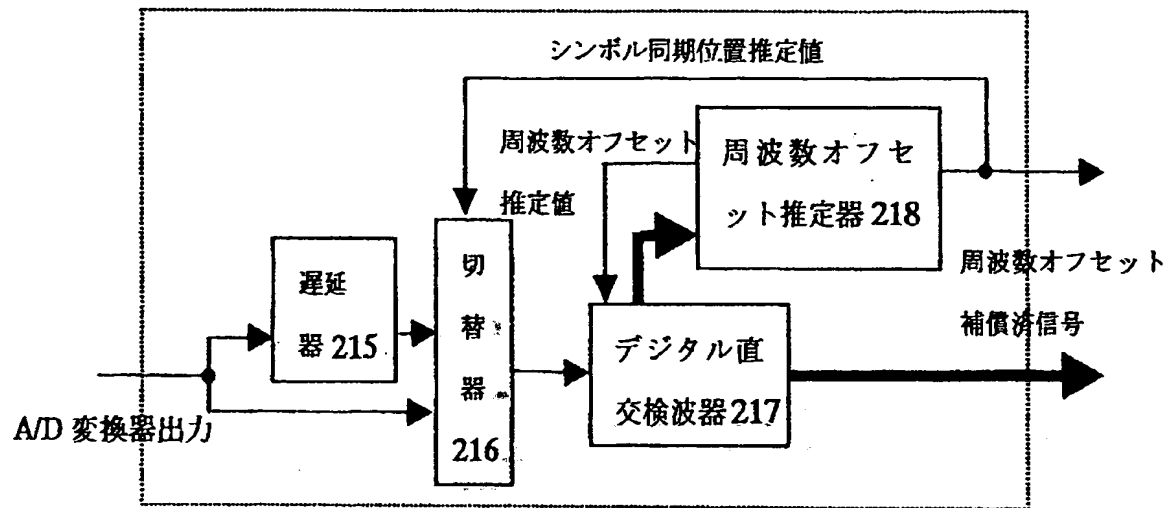 シンボル同期位置推定値
周波数オフセット
推定値
周波数オフセ
ット推定器 218
遅延
器 215
切
替
器
216
デジタル直
交検波器 217
周波数オフセット
補償済信号
A/D 変換器出力